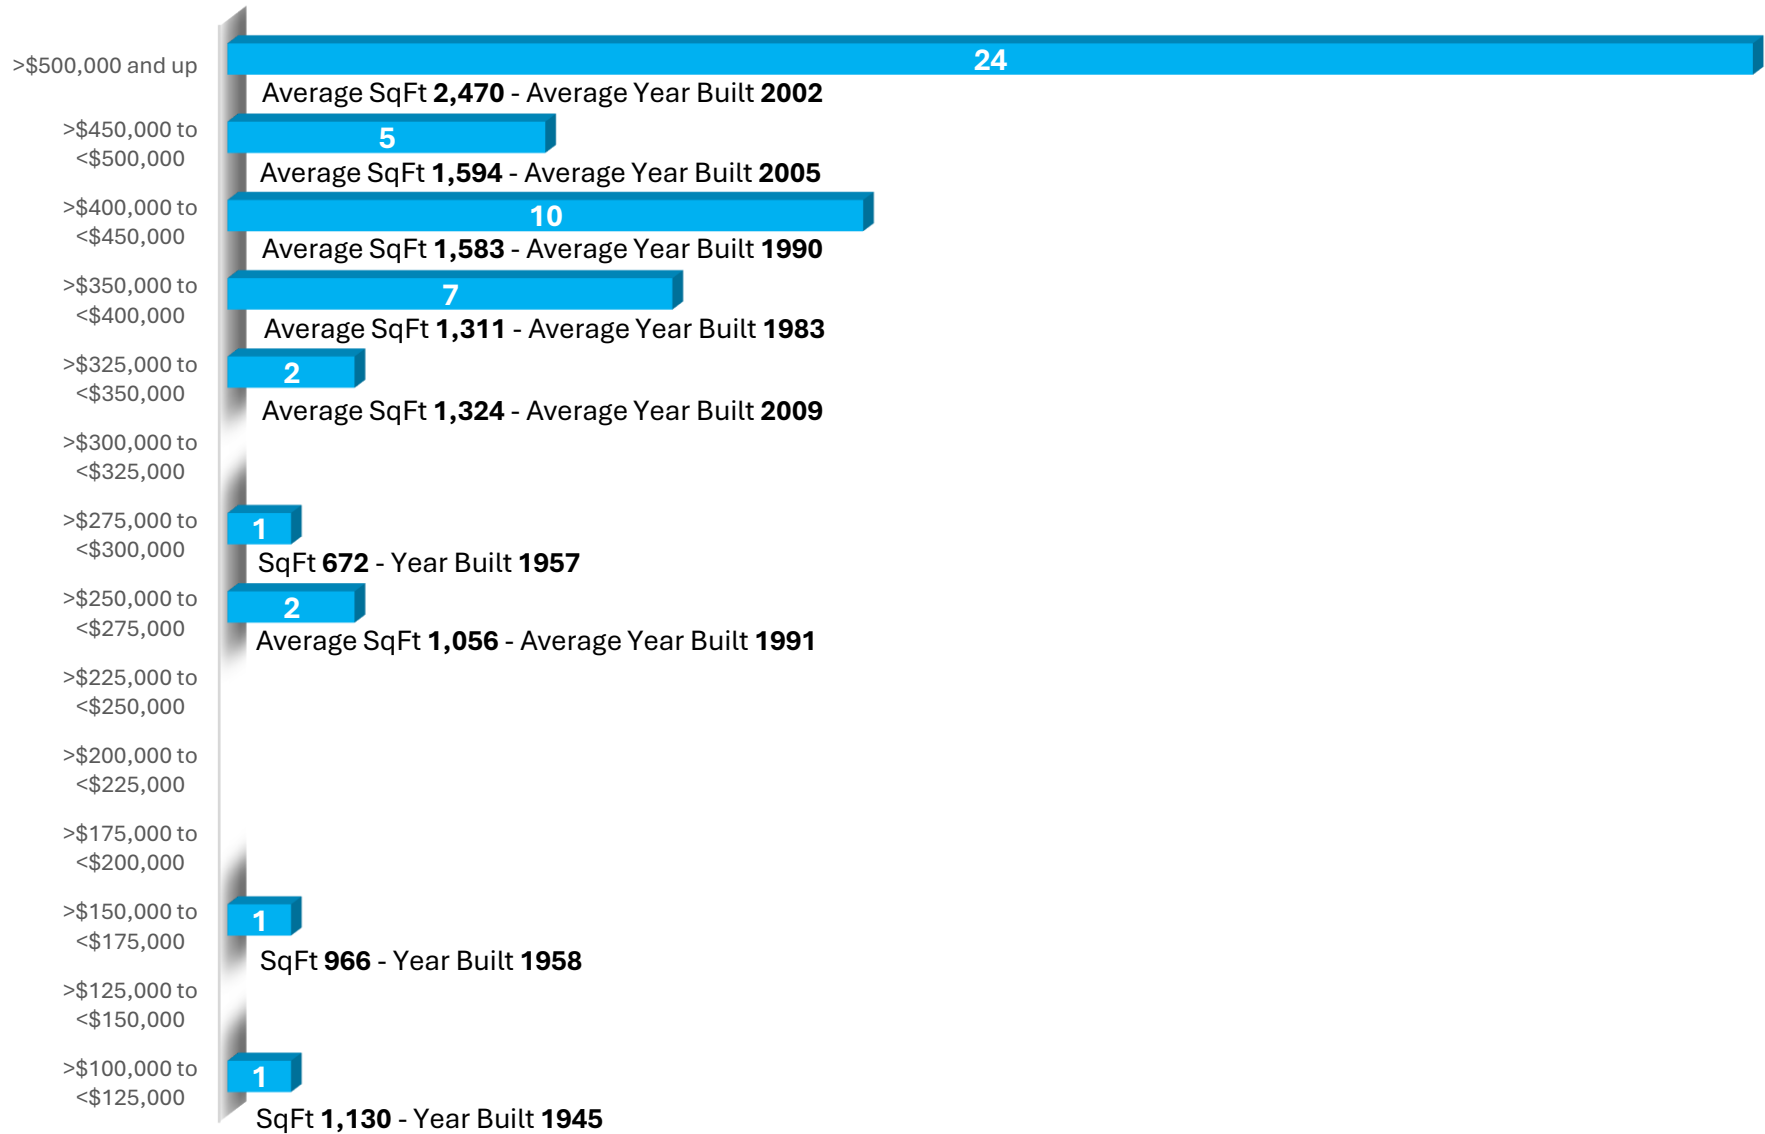 >$500,000 and up
24
Average SqFt 2,470 - Average Year Built 2002
>$450,000 to
<$500,000
5
Average SqFt 1,594 - Average Year Built 2005
>$400,000 to
<$450,000
10
Average SqFt 1,583 - Average Year Built 1990
>$350,000 to
<$400,000
7
Average SqFt 1,311 - Average Year Built 1983
>$325,000 to
<$350,000
2
Average SqFt 1,324 - Average Year Built 2009
>$300,000 to
<$325,000
>$275,000 to
<$300,000
1
SqFt 672 - Year Built 1957
>$250,000 to
<$275,000
2
Average SqFt 1,056 - Average Year Built 1991
>$225,000 to
<$250,000
>$200,000 to
<$225,000
>$175,000 to
<$200,000
>$150,000 to
<$175,000
1
SqFt 966 - Year Built 1958
>$125,000 to
<$150,000
>$100,000 to
<$125,000
1
SqFt 1,130 - Year Built 1945